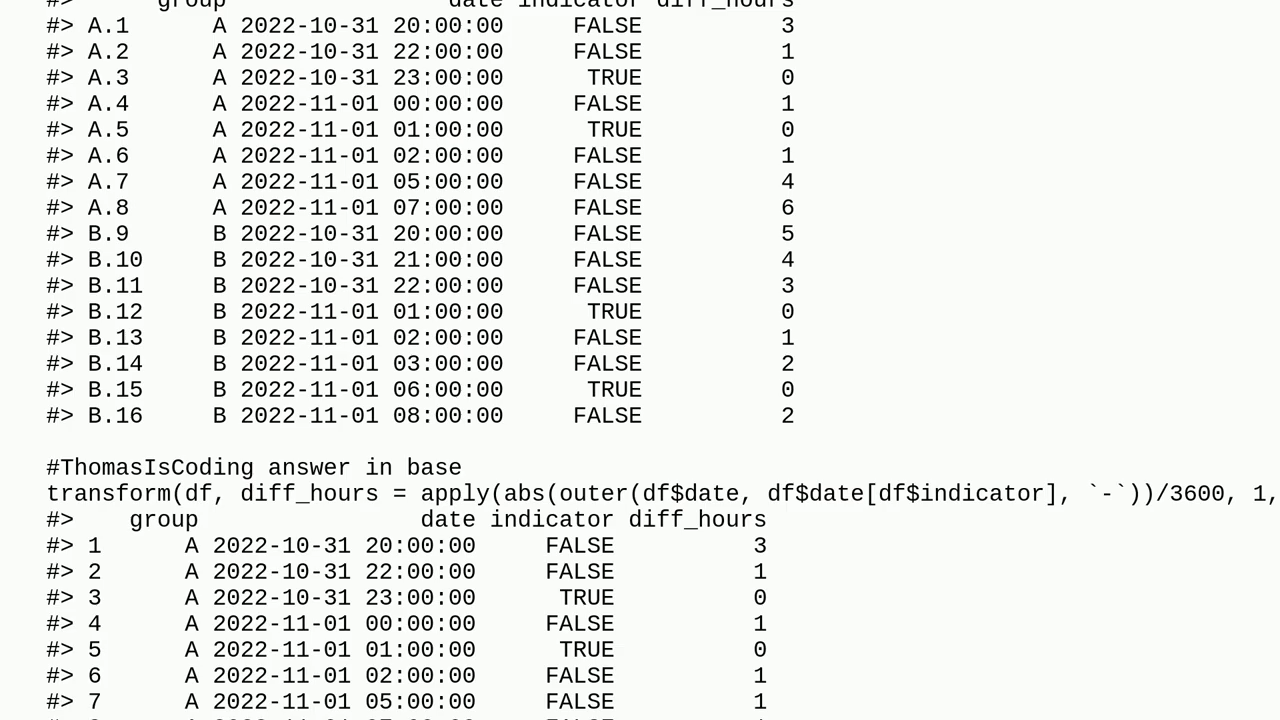 #>      group                date indicator diff_hours
#> A.1      A 2022-10-31 20:00:00     FALSE          3
#> A.2      A 2022-10-31 22:00:00     FALSE          1
#> A.3      A 2022-10-31 23:00:00      TRUE          0
#> A.4      A 2022-11-01 00:00:00     FALSE          1
#> A.5      A 2022-11-01 01:00:00      TRUE          0
#> A.6      A 2022-11-01 02:00:00     FALSE          1
#> A.7      A 2022-11-01 05:00:00     FALSE          4
#> A.8      A 2022-11-01 07:00:00     FALSE          6
#> B.9      B 2022-10-31 20:00:00     FALSE          5
#> B.10     B 2022-10-31 21:00:00     FALSE          4
#> B.11     B 2022-10-31 22:00:00     FALSE          3
#> B.12     B 2022-11-01 01:00:00      TRUE          0
#> B.13     B 2022-11-01 02:00:00     FALSE          1
#> B.14     B 2022-11-01 03:00:00     FALSE          2
#> B.15     B 2022-11-01 06:00:00      TRUE          0
#> B.16     B 2022-11-01 08:00:00     FALSE          2
#ThomasIsCoding answer in base
transform(df, diff_hours = apply(abs(outer(df$date, df$date[df$indicator], `-`))/3600, 1,
#>    group                date indicator diff_hours
#> 1      A 2022-10-31 20:00:00     FALSE          3
#> 2      A 2022-10-31 22:00:00     FALSE          1
#> 3      A 2022-10-31 23:00:00      TRUE          0
#> 4      A 2022-11-01 00:00:00     FALSE          1
#> 5      A 2022-11-01 01:00:00      TRUE          0
#> 6      A 2022-11-01 02:00:00     FALSE          1
#> 7      A 2022-11-01 05:00:00     FALSE          1